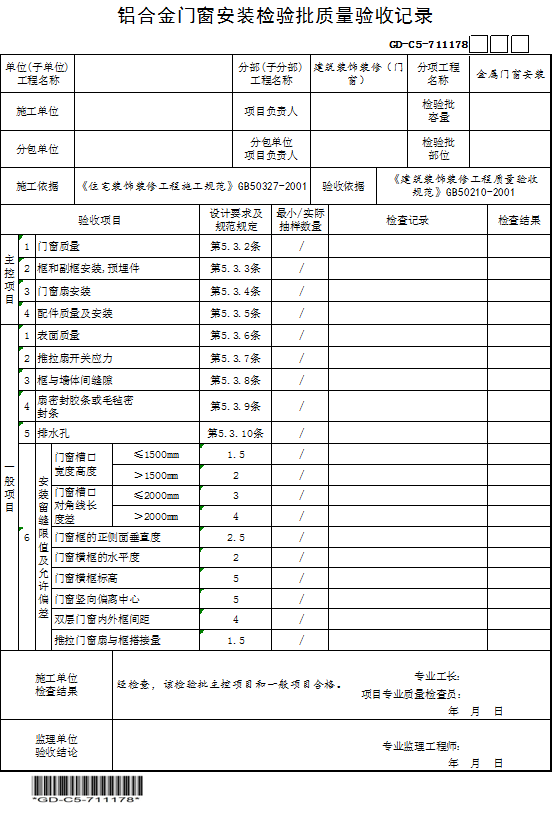 铝合金门窗安装检验批质量验收记录
GD-C5-711178
单位(子单位)
工程名称
分部(子分部)
工程名称
建筑装饰装修（门
窗）
分项工程
名称
金属门窗安装
施工单位
项目负责人
检验批
容量
分包单位
分包单位
项目负责人
检验批
部位
施工依据
《住宅装饰装修工程施工规范》GB50327-2001
验收依据
《建筑装饰装修工程质量验收
规范》GB50210-2001
验收项目
设计要求及
规范规定
最小/实际
抽样数量
检查记录
检查结果
主控项目
1 门窗质量 第5.3.2条 /
2 框和副框安装,预埋件 第5.3.3条 /
3 门窗扇安装 第5.3.4条 /
4 配件质量及安装 第5.3.5条 /
一般项目
1 表面质量 第5.3.6条 /
2 推拉扇开关应力 第5.3.7条 /
3 框与墙体间缝隙 第5.3.8条 /
4 扇密封胶条或毛毡密
封条 第5.3.9条 /
5 排水孔 第5.3.10条 /
6 安装留缝限值及允许偏差
门窗槽口
宽度高度
≤1500mm 1.5 /
＞1500mm 2 /
门窗槽口
对角线长
度差
≤2000mm 3 /
＞2000mm 4 /
门窗框的正侧面垂直度 2.5 /
门窗横框的水平度 2 /
门窗横框标高 5 /
门窗竖向偏离中心 5 /
双层门窗内外框间距 4 /
推拉门窗扇与框搭接量 1.5 /
施工单位
检查结果
经检查，该检验批主控项目和一般项目合格。
专业工长:
项目专业质量检查员:
年 月 日
监理单位
验收结论
专业监理工程师:
年 月 日
*GD-C5-711178*